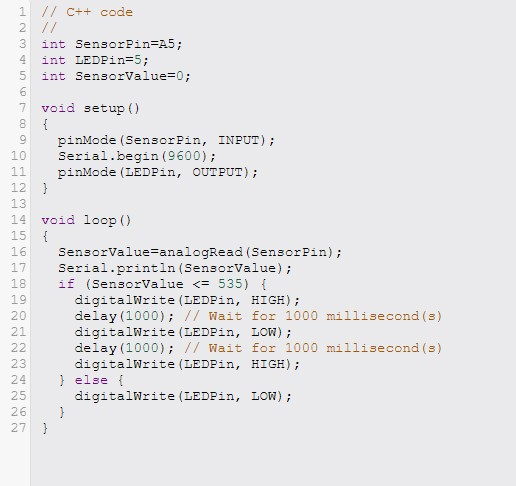 1 // C++ code
2 //
3 int SensorPin=A5;
4 int LEDPin=5;
5 int SensorValue=0;
6
7 void setup()
8 {
9   pinMode(SensorPin, INPUT);
10   Serial.begin(9600);
11   pinMode(LEDPin, OUTPUT);
12 }
13
14 void loop()
15 {
16   SensorValue=analogRead(SensorPin);
17   Serial.println(SensorValue);
18   if (SensorValue <= 535) {
19     digitalWrite(LEDPin, HIGH);
20     delay(1000); // Wait for 1000 millisecond(s)
21     digitalWrite(LEDPin, LOW);
22     delay(1000); // Wait for 1000 millisecond(s)
23     digitalWrite(LEDPin, HIGH);
24   } else {
25     digitalWrite(LEDPin, LOW);
26   }
27 }